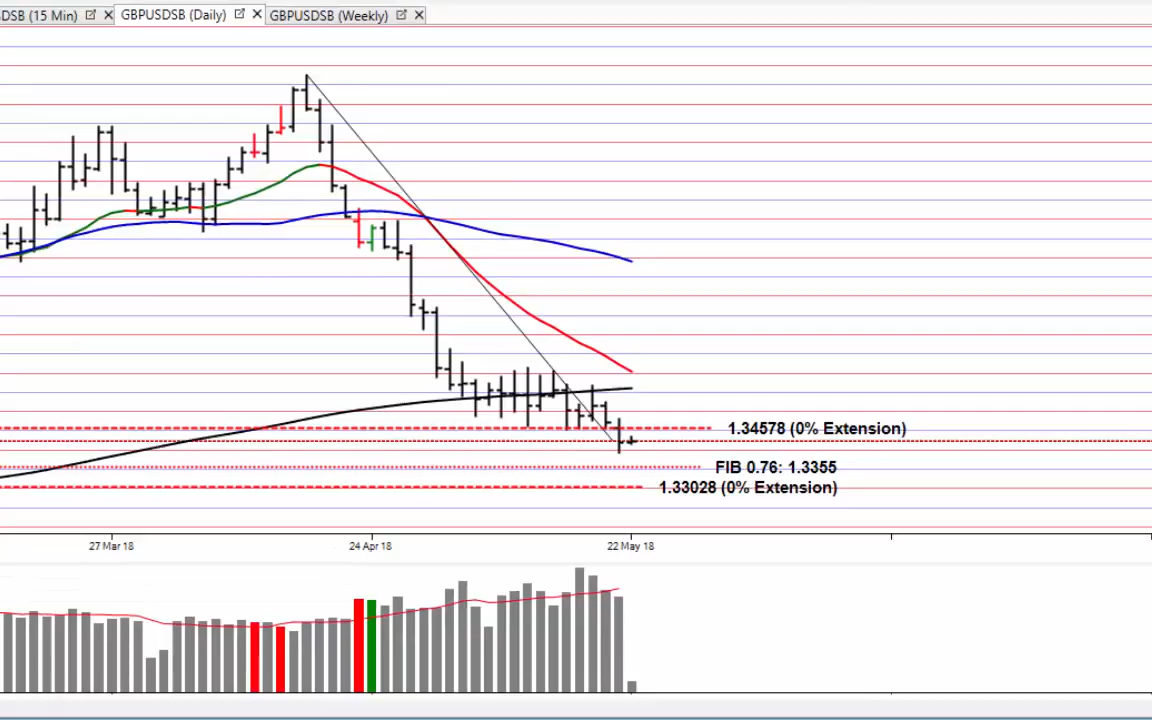 DSB (15 Min)
GBPUSDSB (Daily)
GBPUSDSB (Weekly)
1.34578 (0% Extension)
FIB 0.76: 1.3355
1.33028 (0% Extension)
27 Mar 18
24 Apr 18
22 May 18